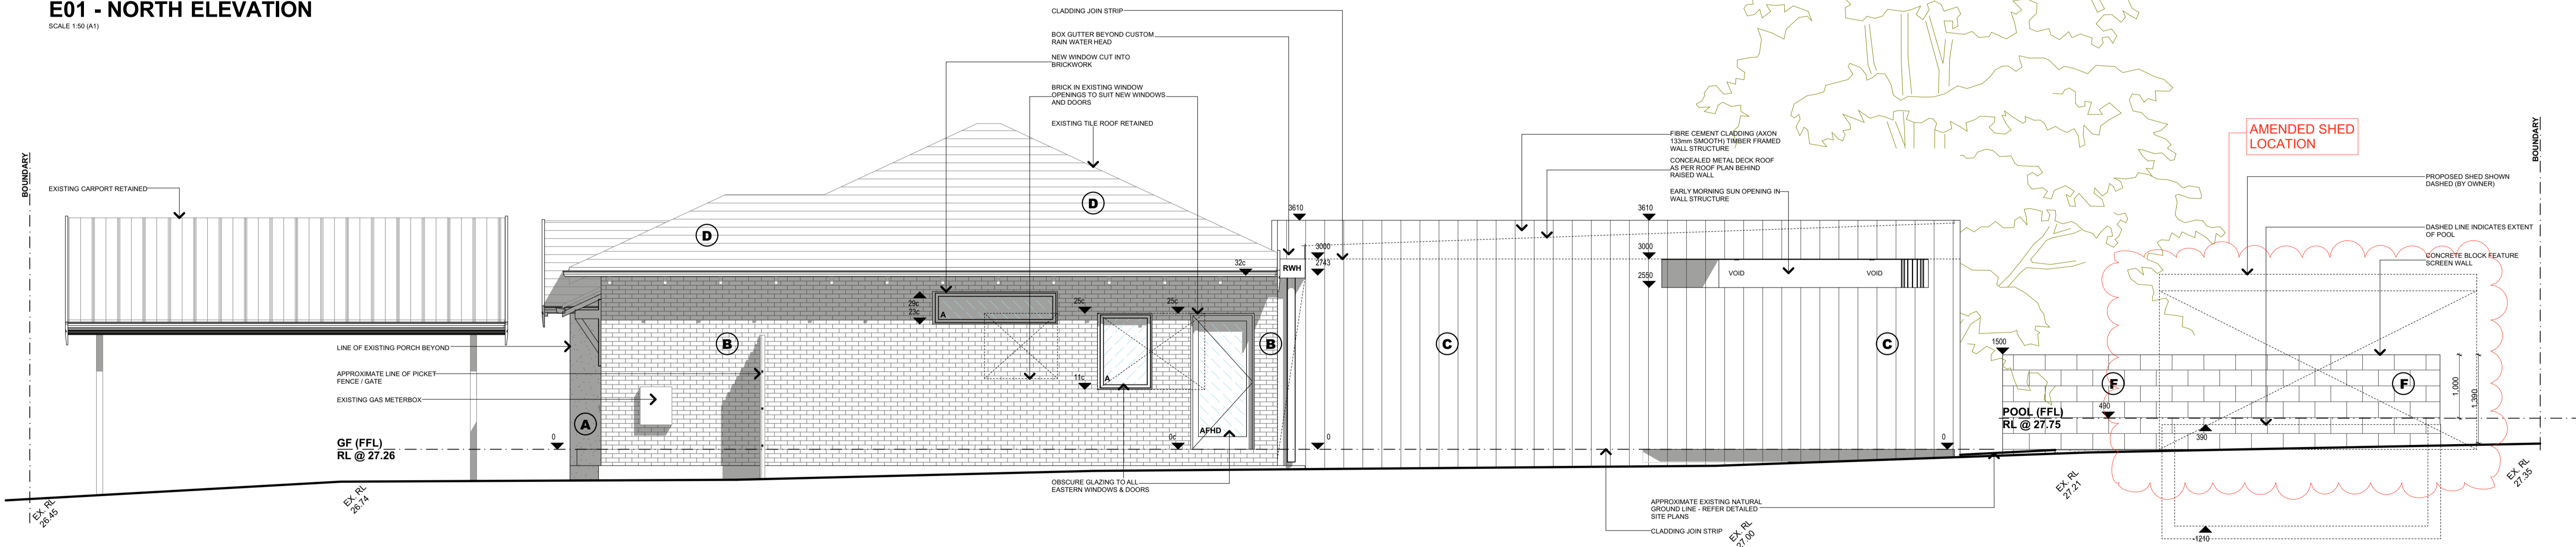 E01 - NORTH ELEVATION
SCALE 1:50 (A1)
CLADDING JOIN STRIP
BOX GUTTER BEYOND CUSTOM
RAIN WATER HEAD
NEW WINDOW CUT INTO
BRICKWORK
BRICK IN EXISTING WINDOW
OPENINGS TO SUIT NEW WINDOWS
AND DOORS
EXISTING TILE ROOF RETAINED
FIBRE CEMENT CLADDING (AXON
133mm SMOOTH) TIMBER FRAMED
WALL STRUCTURE
CONCEALED METAL DECK ROOF
AS PER ROOF PLAN BEHIND
RAISED WALL
EARLY MORNING SUN OPENING IN
WALL STRUCTURE
AMENDED SHED
LOCATION
BOUNDARY
BOUNDARY
PROPOSED SHED SHOWN
DASHED (BY OWNER)
DASHED LINE INDICATES EXTENT
OF POOL
CONCRETE BLOCK FEATURE
SCREEN WALL
EXISTING CARPORT RETAINED
D
D
3610
3610
3000
2743
3000
2550
32c
RWH
VOID
VOID
29c
23c
25c
25c
11c
0c
A
A
AFHD
B
B
C
C
LINE OF EXISTING PORCH BEYOND
APPROXIMATE LINE OF PICKET
FENCE / GATE
EXISTING GAS METERBOX
A
GF (FFL)
RL @ 27.26
0
0
0
1500
F
F
1,000
1,390
490
POOL (FFL)
RL @ 27.75
390
-1210
OBSCURE GLAZING TO ALL
EASTERN WINDOWS & DOORS
APPROXIMATE EXISTING NATURAL
GROUND LINE - REFER DETAILED
SITE PLANS
CLADDING JOIN STRIP
EX. RL
26.45
EX. RL
26.74
EX. RL
27.00
EX. RL
27.21
EX. RL
27.35